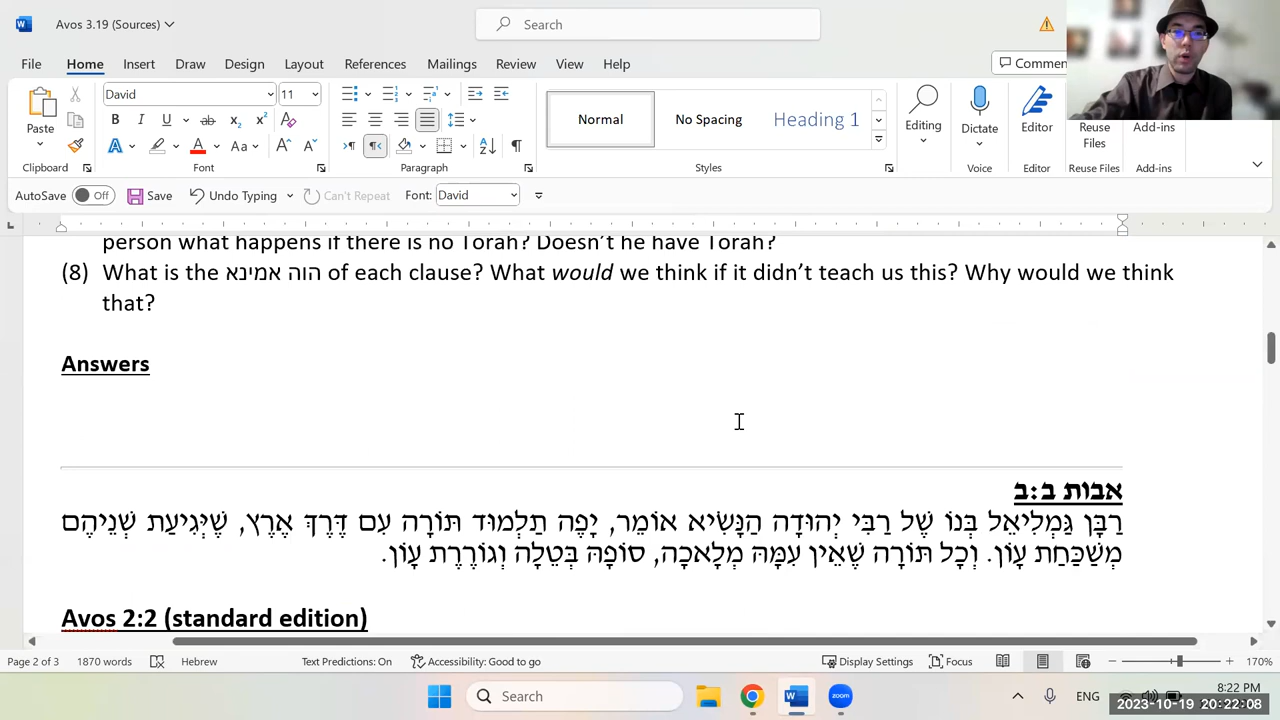 Avos 3.19 (Sources)
Search
File Home Insert Draw Design Layout References Mailings Review View Help
Commen
Paste
David 11
Normal
No Spacing
Heading 1
Editing
Dictate
Editor
Reuse Files
Add-ins
Clipboard Font Paragraph Styles Voice Editor Reuse Files Add-ins
AutoSave Off Save Undo Typing Can't Repeat Font: David
person what happens if there is no Torah? Doesn't he have Torah?
(8) What is the הוה אמינא of each clause? What would we think if it didn't teach us this? Why would we think
that?
Answers
אבות ב:ב
רַבָּן גַּמְלִיאֵל בְּנוֹ שֶׁל רַבִּי יְהוּדָה הַנָּשִׂיא אוֹמֵר, יָפֶה תַלְמוּד תּוֹרָה עִם דֶּרֶךְ אֶרֶץ, שֶׁיְּגִיעַת שְׁנֵיהֶם
מְשַׁכַּחַת עָוֹן. וְכָל תּוֹרָה שֶׁאֵין עִמָּהּ מְלָאכָה, סוֹפָהּ בְּטֵלָה וְגוֹרֶרֶת עָוֹן.
Avos 2:2 (standard edition)
Page 2 of 3 1870 words Hebrew Text Predictions: On Accessibility: Good to go Display Settings Focus 170%
Search
zoom
ENG
8:22 PM
2023-10-19 20:22:08